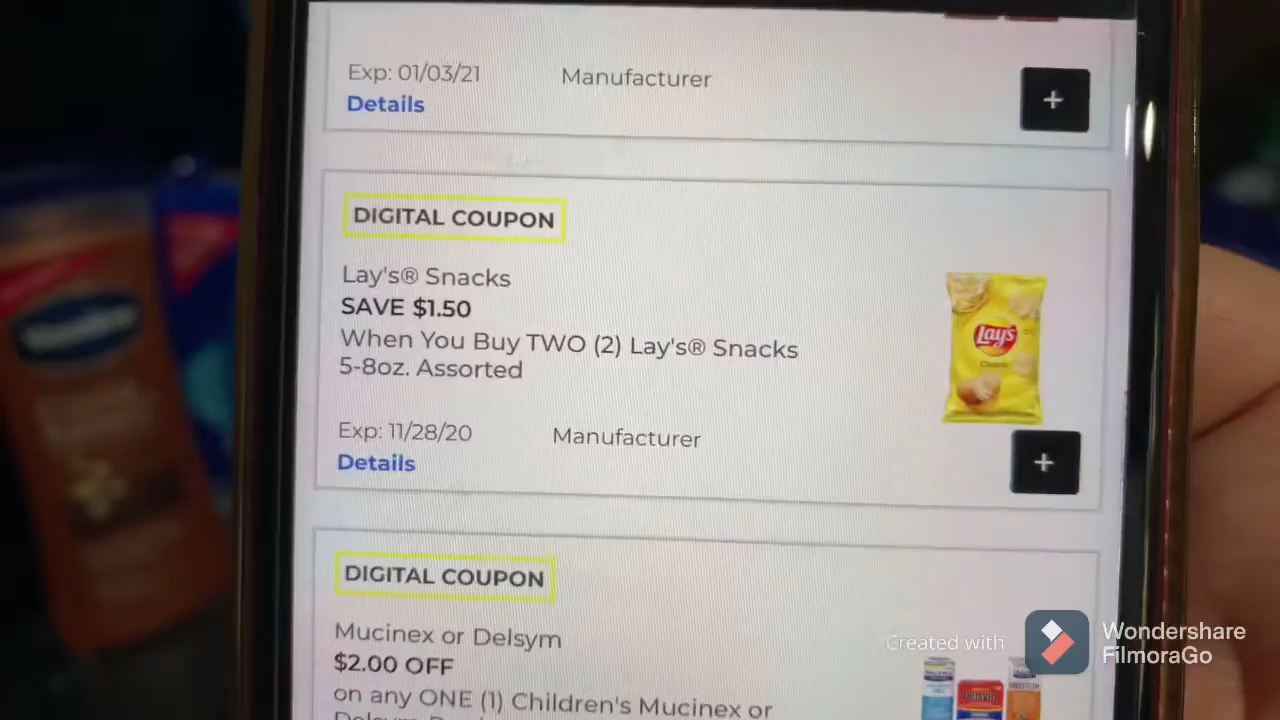 Exp: 01/03/21
Manufacturer
Details
+
DIGITAL COUPON
Lay's® Snacks
SAVE $1.50
When You Buy TWO (2) Lay's® Snacks
5-8oz. Assorted
Lay's
Classic
Exp: 11/28/20
Manufacturer
Details
+
DIGITAL COUPON
Mucinex or Delsym
$2.00 OFF
on any ONE (1) Children's Mucinex or
Delsym
Created with
Wondershare
FilmoraGo